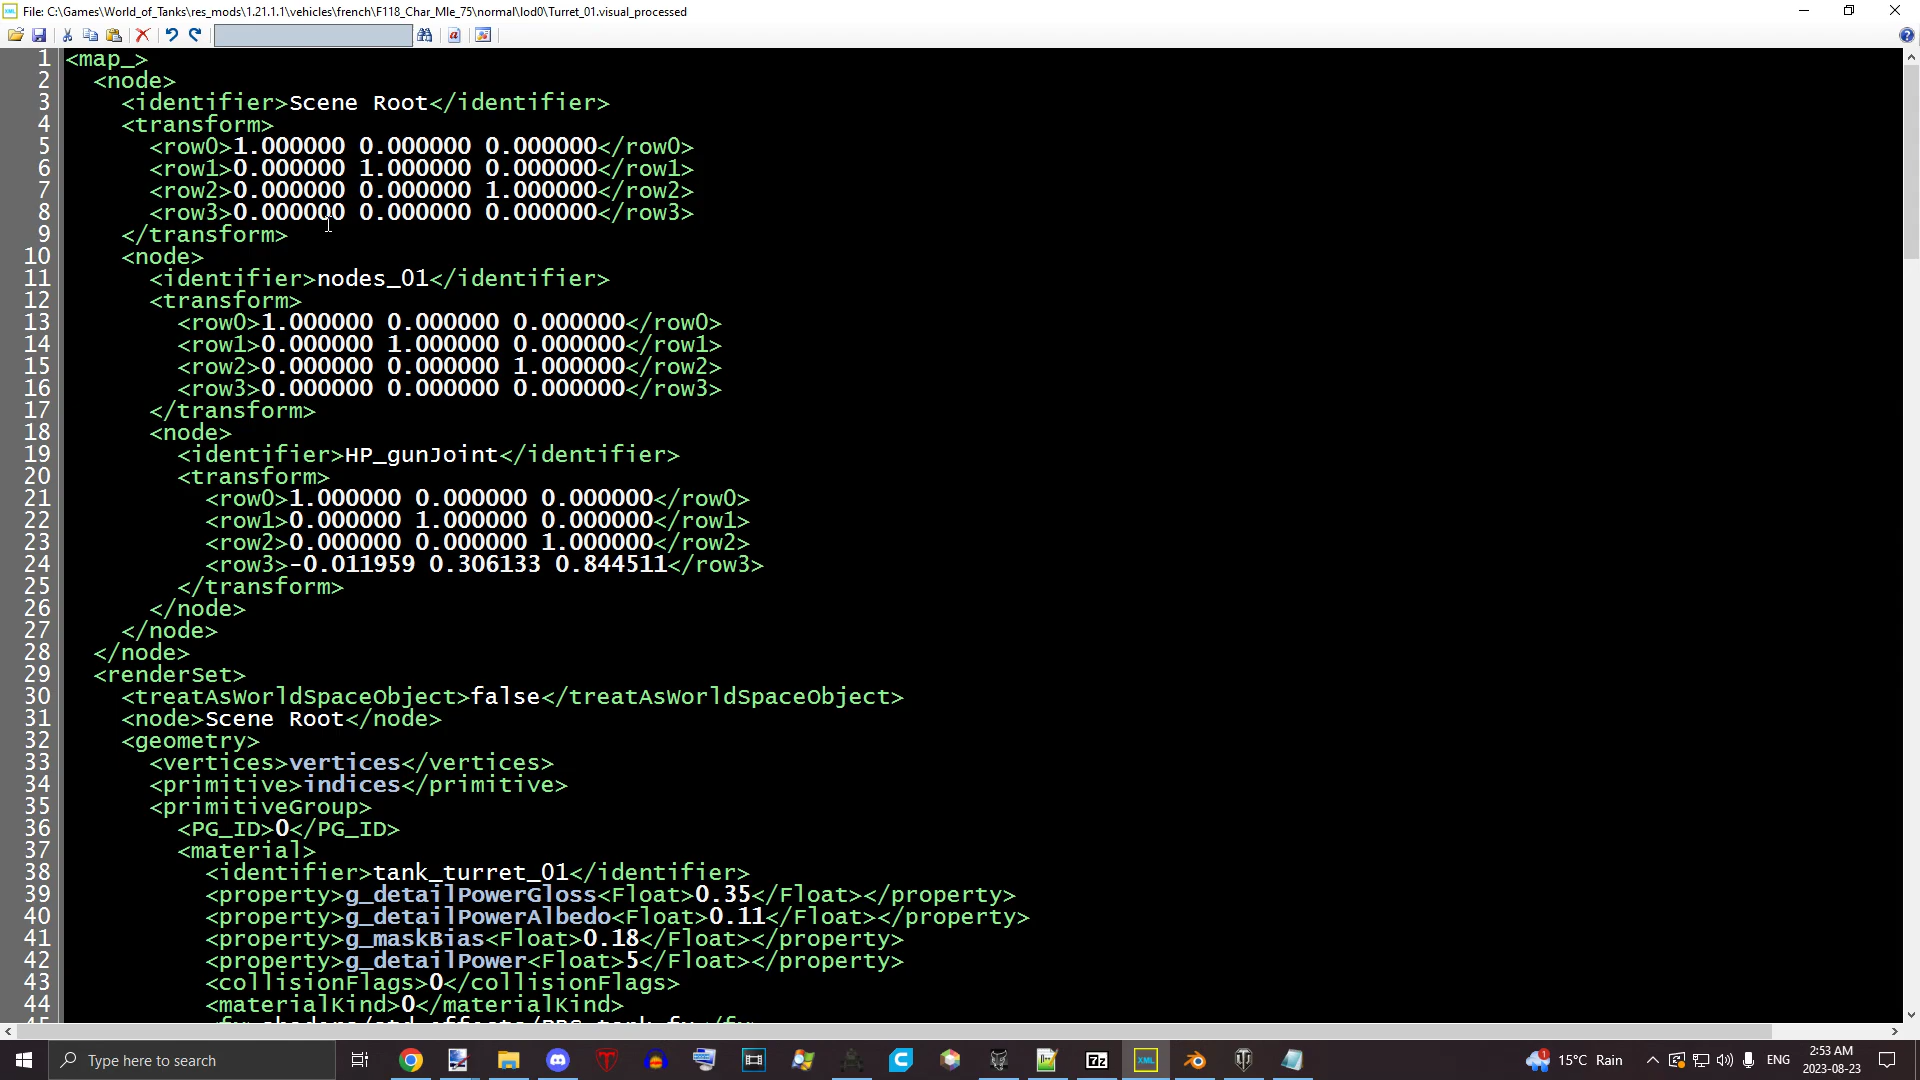 File: C:\Games\World_of_Tanks\res_mods\1.21.1.1\vehicles\french\F118_Char_Mle_75\normal\lod0\Turret_01.visual_processed
1 <map_>
2 <node>
3 <identifier>Scene Root</identifier>
4 <transform>
5 <row0>1.000000 0.000000 0.000000</row0>
6 <row1>0.000000 1.000000 0.000000</row1>
7 <row2>0.000000 0.000000 1.000000</row2>
8 <row3>0.000000 0.000000 0.000000</row3>
9 </transform>
10 <node>
11 <identifier>nodes_01</identifier>
12 <transform>
13 <row0>1.000000 0.000000 0.000000</row0>
14 <row1>0.000000 1.000000 0.000000</row1>
15 <row2>0.000000 0.000000 1.000000</row2>
16 <row3>0.000000 0.000000 0.000000</row3>
17 </transform>
18 <node>
19 <identifier>HP_gunJoint</identifier>
20 <transform>
21 <row0>1.000000 0.000000 0.000000</row0>
22 <row1>0.000000 1.000000 0.000000</row1>
23 <row2>0.000000 0.000000 1.000000</row2>
24 <row3>-0.011959 0.306133 0.844511</row3>
25 </transform>
26 </node>
27 </node>
28 </node>
29 <renderSet>
30 <treatAsWorldSpaceObject>false</treatAsWorldSpaceObject>
31 <node>Scene Root</node>
32 <geometry>
33 <vertices>vertices</vertices>
34 <primitive>indices</primitive>
35 <primitiveGroup>
36 <PG_ID>0</PG_ID>
37 <material>
38 <identifier>tank_turret_01</identifier>
39 <property>g_detailPowerGloss<Float>0.35</Float></property>
40 <property>g_detailPowerAlbedo<Float>0.11</Float></property>
41 <property>g_maskBias<Float>0.18</Float></property>
42 <property>g_detailPower<Float>5</Float></property>
43 <collisionFlags>0</collisionFlags>
44 <materialKind>0</materialKind>
Type here to search
7z
XML
1
15°C Rain
ENG
2:53 AM
2023-08-23